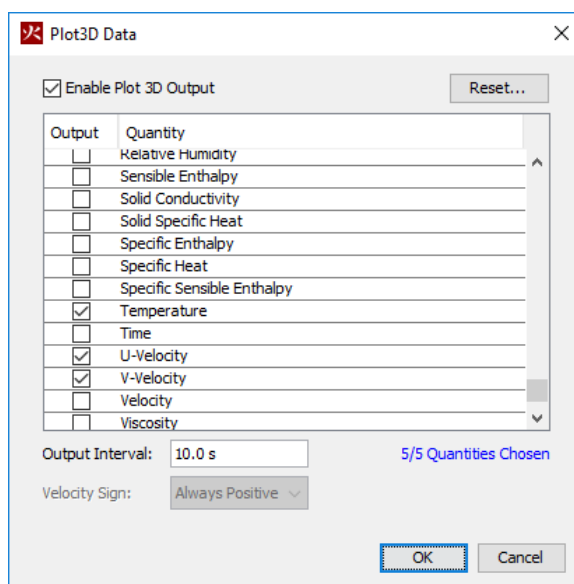 火 Plot3D Data
Enable Plot 3D Output
Reset...
Output Quantity
Relative Humidity
Sensible Enthalpy
Solid Conductivity
Solid Specific Heat
Specific Enthalpy
Specific Heat
Specific Sensible Enthalpy
Temperature
Time
U-Velocity
V-Velocity
Velocity
Viscosity
Output Interval: 10.0 s 5/5 Quantities Chosen
Velocity Sign: Always Positive
OK Cancel